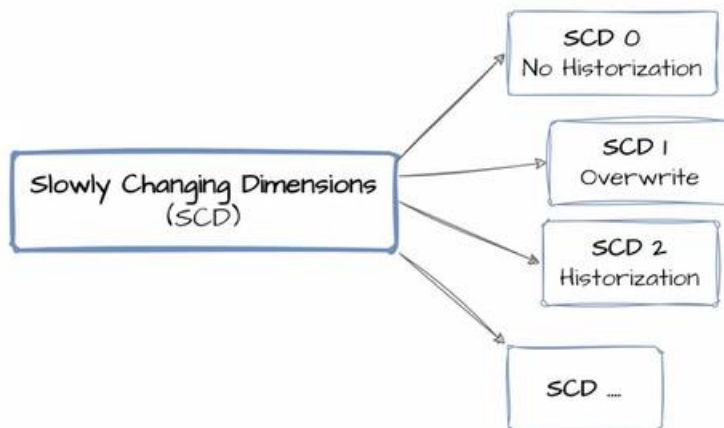 Slowly Changing Dimensions
(SCD)
SCD 0
No Historization
SCD 1
Overwrite
SCD 2
Historization
SCD ....